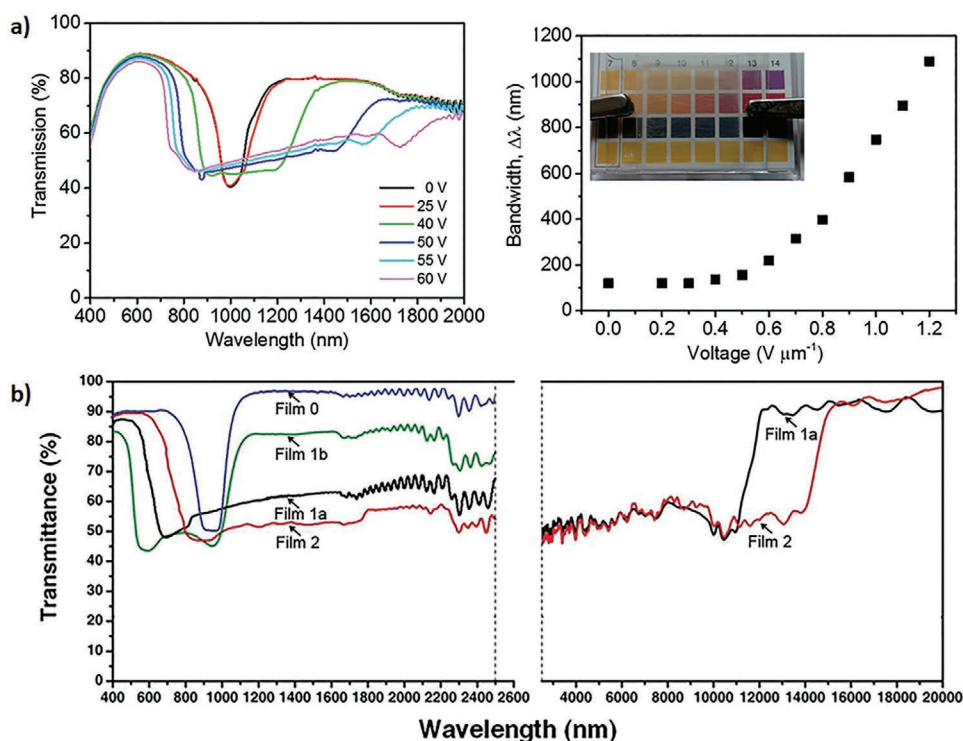 a)
Transmission (%)
100
80
60
40
20
0
0 V
25 V
40 V
50 V
55 V
60 V
400 600 800 1000 1200 1400 1600 1800 2000
Wavelength (nm)
Bandwidth, Δλ (nm)
1200
1000
800
600
400
200
0
7 8 9 10 11 12 13 14
0.0 0.2 0.4 0.6 0.8 1.0 1.2
Voltage (V μm⁻¹)
b)
Transmittance (%)
100
90
80
70
60
50
40
30
20
10
0
Film 0
Film 1b
Film 1a
Film 2
400 600 800 1000 1200 1400 1600 1800 2000 2200 2400 2600
Film 1a
Film 2
4000 6000 8000 10000 12000 14000 16000 18000 20000
Wavelength (nm)